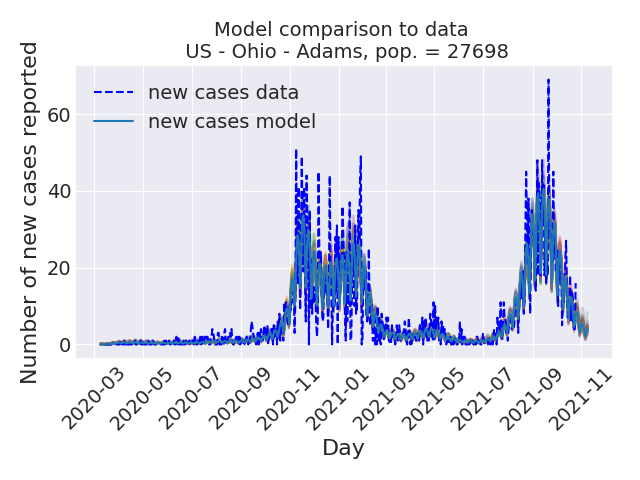 Model comparison to data
US - Ohio - Adams, pop. = 27698
Number of new cases reported
60
40
20
0
new cases data
new cases model
2020-03
2020-05
2020-07
2020-09
2020-11
2021-01
2021-03
2021-05
2021-07
2021-09
2021-11
Day